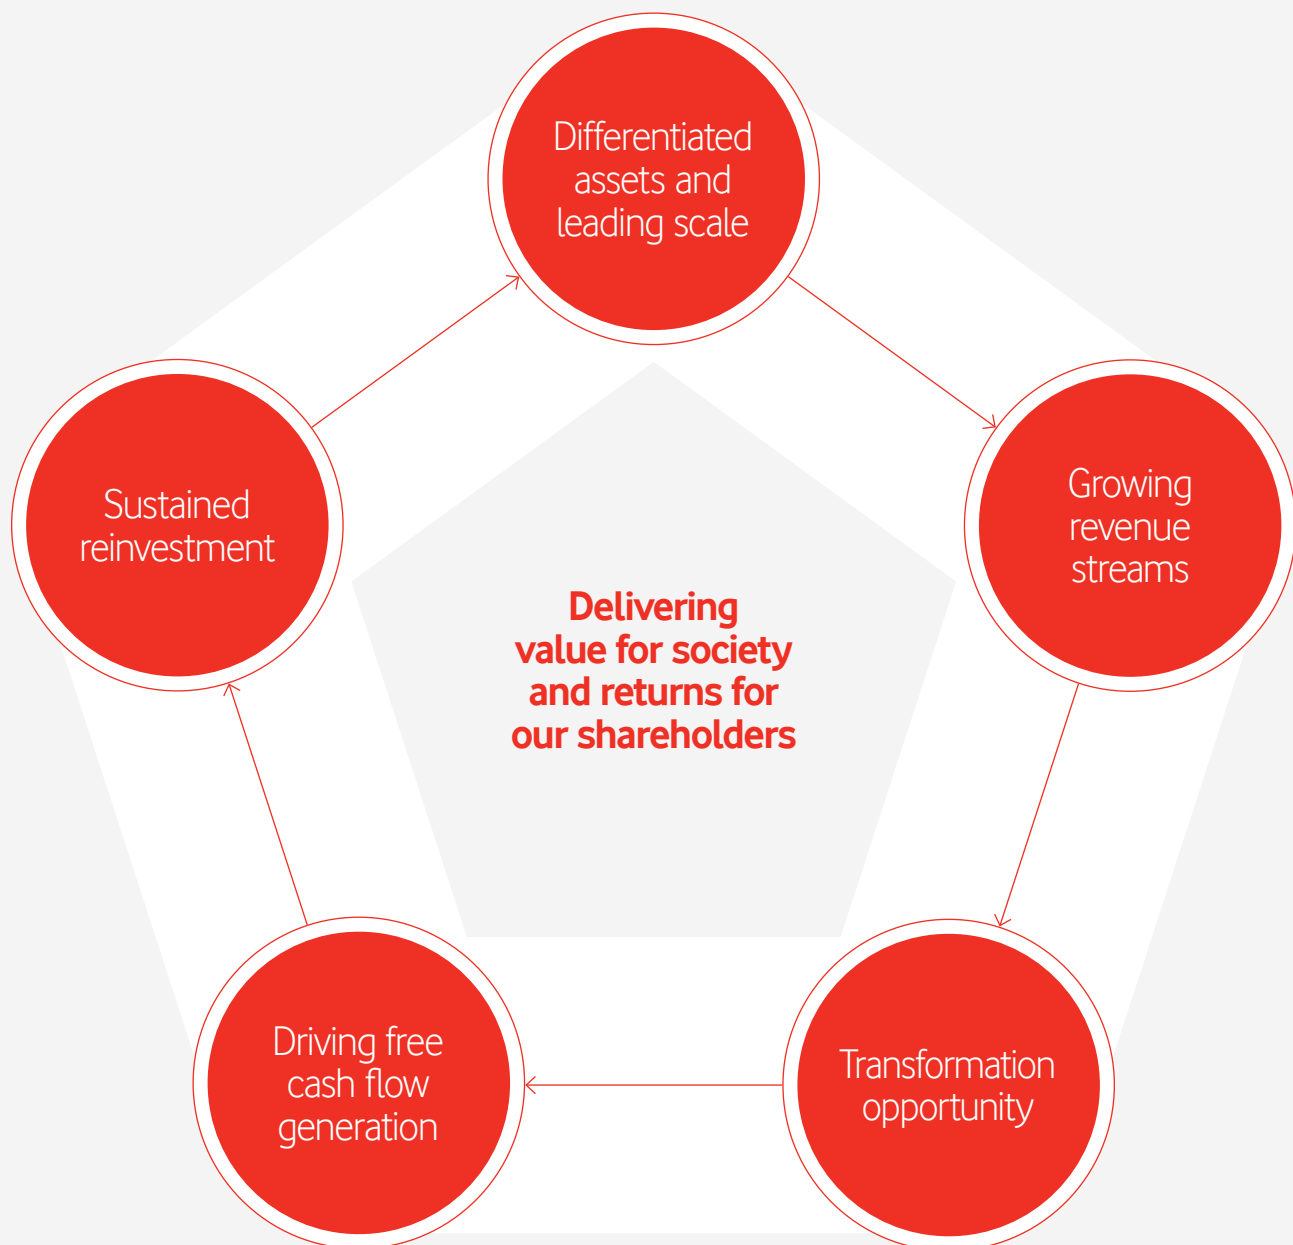 Differentiated
assets and
leading scale
Growing
revenue
streams
Sustained
reinvestment
Delivering
value for society
and returns for
our shareholders
Driving free
cash flow
generation
Transformation
opportunity